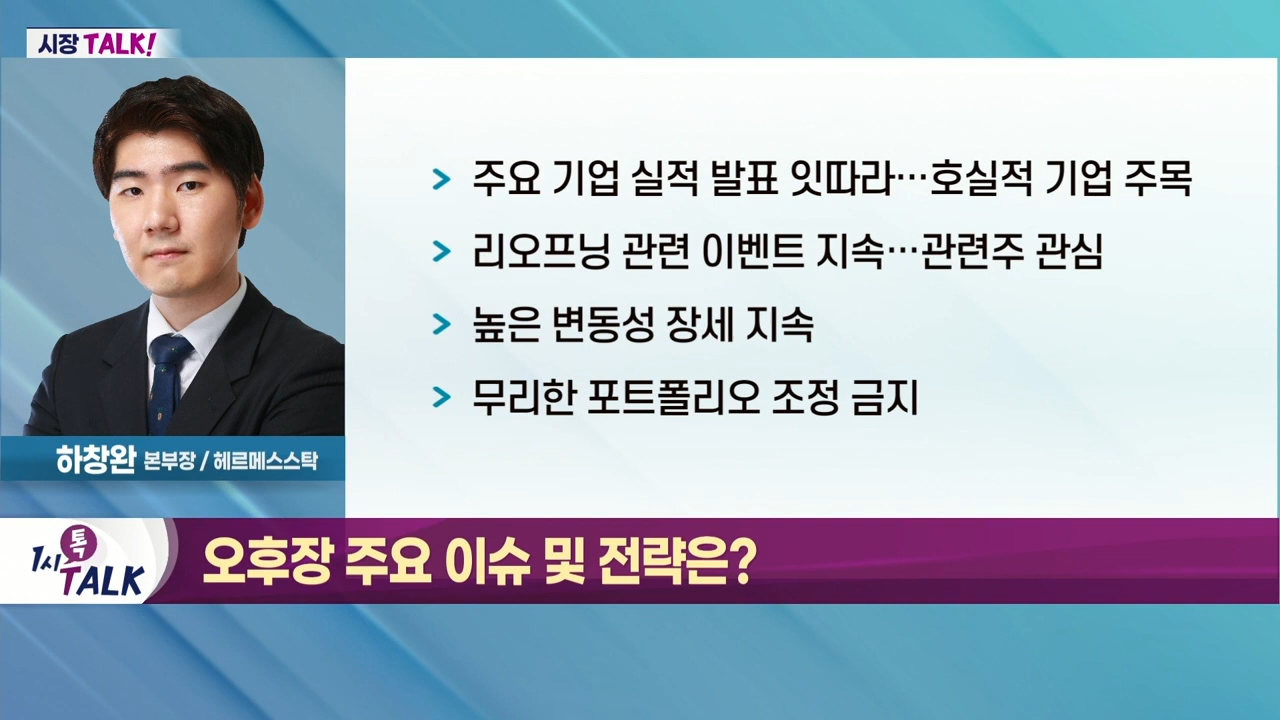 시장 TALK!
주요 기업 실적 발표 잇따라…호실적 기업 주목
리오프닝 관련 이벤트 지속…관련주 관심
높은 변동성 장세 지속
무리한 포트폴리오 조정 금지
하창완 본부장 / 헤르메스스탁
1시 톡 TALK
오후장 주요 이슈 및 전략은?